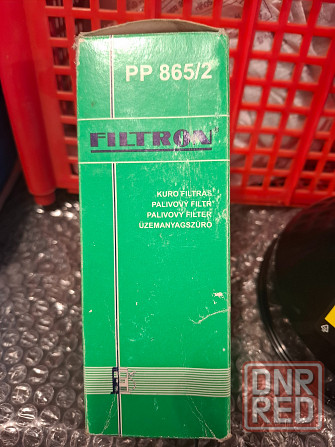 PP 865/2
FILTRON
KURO FILTRAS
PALIVOVÝ FILTR
PALIVOVÝ FILTER
ÜZEMANYAGSZŰRŐ
DNR
RED